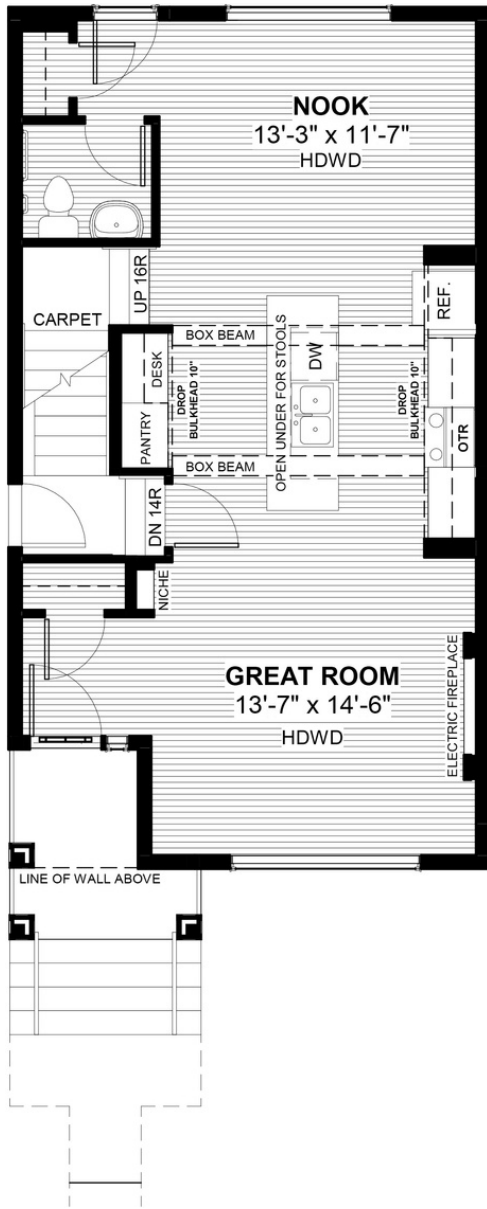 NOOK
13'-3" x 11'-7"
HDWD
UP 16R
REF.
CARPET
BOX BEAM
DW
DESK
DROP
BULKHEAD 10"
OPEN UNDER FOR STOOLS
DROP
BULKHEAD 10"
PANTRY
OTR
BOX BEAM
DN 14R
NICHE
GREAT ROOM
13'-7" x 14'-6"
HDWD
ELECTRIC FIREPLACE
LINE OF WALL ABOVE